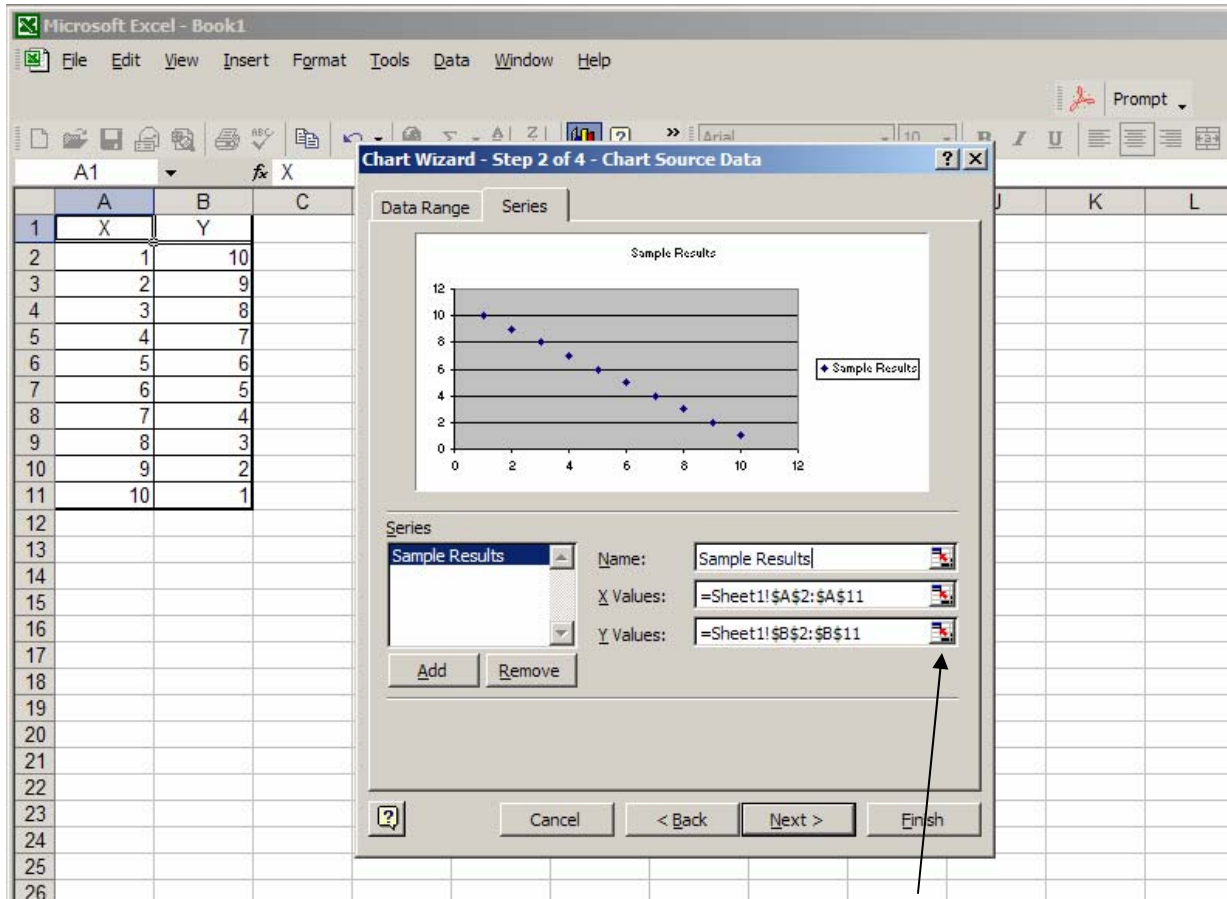 Microsoft Excel - Book1
File Edit View Insert Format Tools Data Window Help
Prompt
ABC Arial 10 B I U
A1 fx X
A B C J K L
1 X Y
2 1 10
3 2 9
4 3 8
5 4 7
6 5 6
7 6 5
8 7 4
9 8 3
10 9 2
11 10 1
12
13
14
15
16
17
18
19
20
21
22
23
24
25
26
Chart Wizard - Step 2 of 4 - Chart Source Data
Data Range Series
Sample Results
12
10
8
6
4
2
0
0 2 4 6 8 10 12
Sample Results
Series
Sample Results
Name: Sample Results
X Values: =Sheet1!$A$2:$A$11
Y Values: =Sheet1!$B$2:$B$11
Add Remove
Cancel < Back Next > Finish